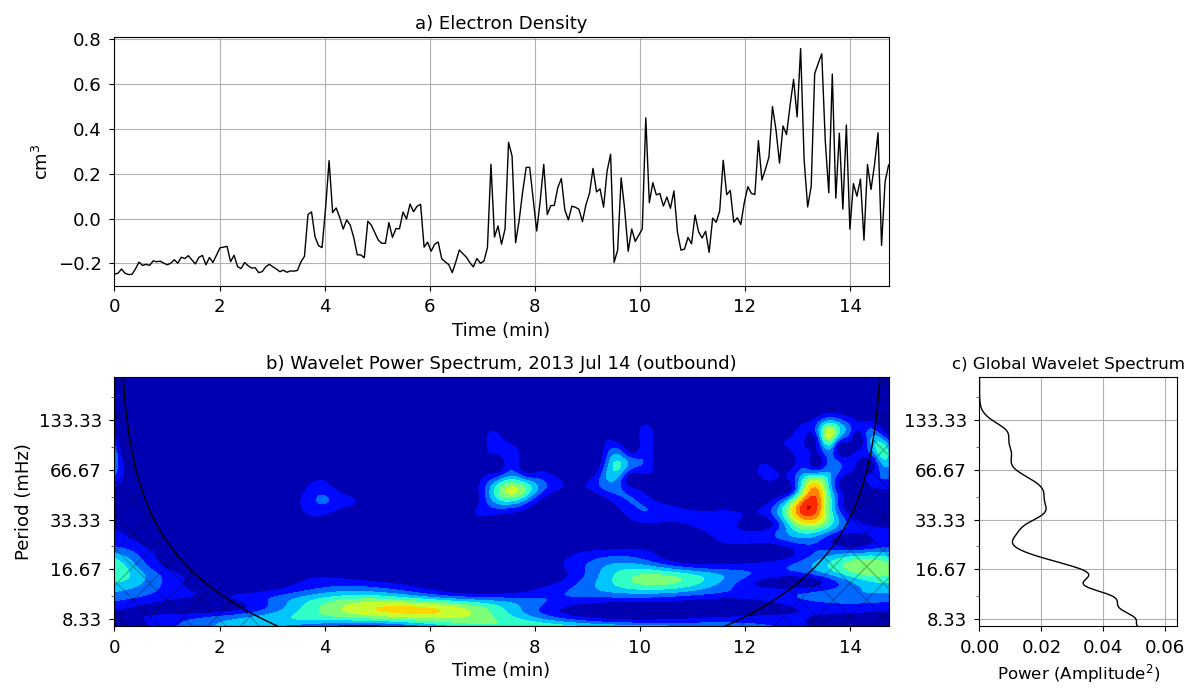 a) Electron Density
0.8
0.6
0.4
0.2
0.0
−0.2
cm³
0 2 4 6 8 10 12 14
Time (min)
b) Wavelet Power Spectrum, 2013 Jul 14 (outbound)
133.33
66.67
33.33
16.67
8.33
Period (mHz)
0 2 4 6 8 10 12 14
Time (min)
c) Global Wavelet Spectrum
133.33
66.67
33.33
16.67
8.33
0.00 0.02 0.04 0.06
Power (Amplitude²)